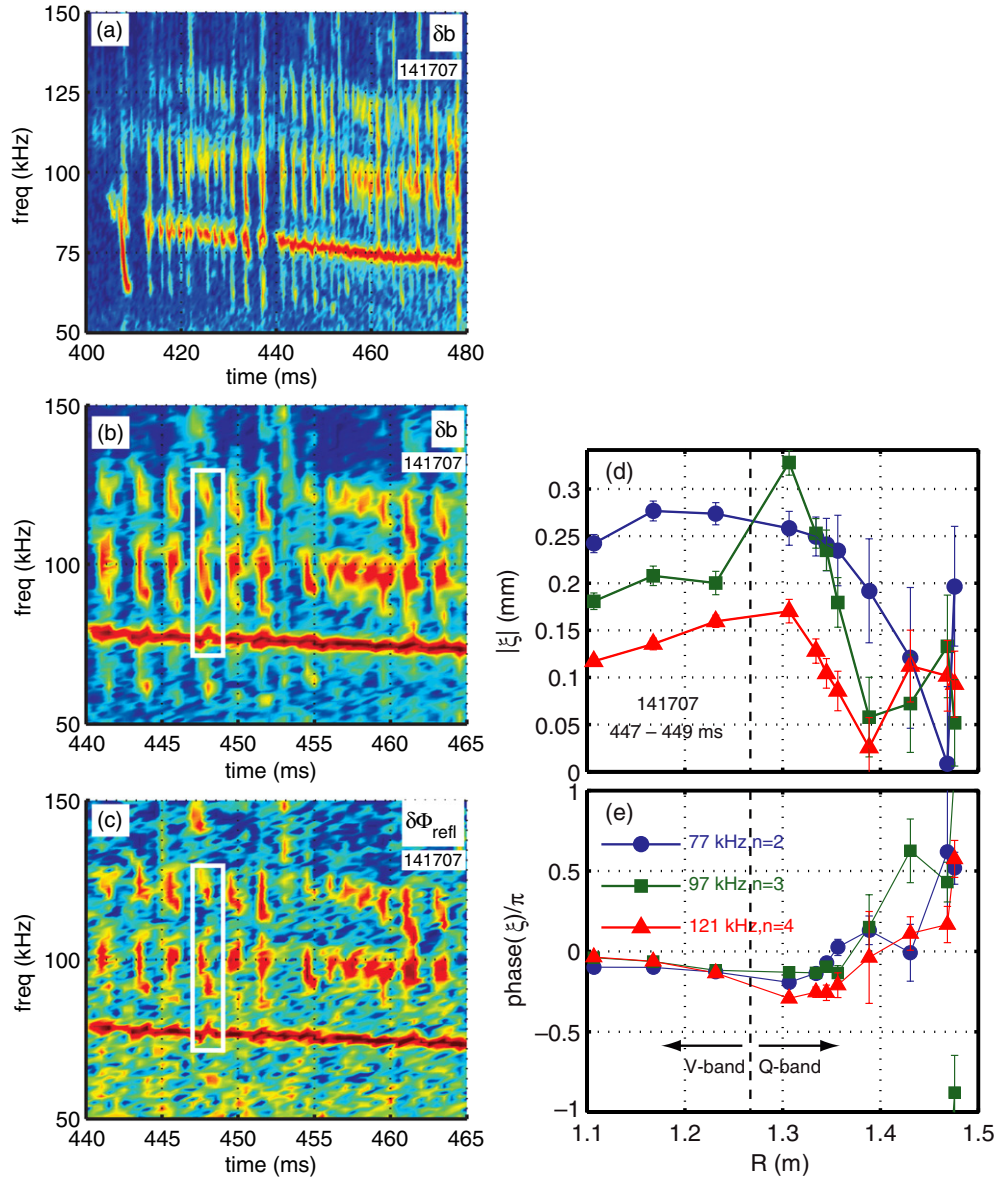 (a)
δb
141707
150
125
100
75
50
freq (kHz)
400 420 440 460 480
time (ms)
(b)
δb
141707
150
100
50
freq (kHz)
440 445 450 455 460 465
time (ms)
(c)
δΦrefl
141707
150
100
50
freq (kHz)
440 445 450 455 460 465
time (ms)
(d)
0.3
0.25
0.2
0.15
0.1
0.05
0
|ξ| (mm)
141707
447 – 449 ms
(e)
1
0.5
0
−0.5
−1
phase(ξ)/π
77 kHz,n=2
97 kHz,n=3
121 kHz,n=4
V-band Q-band
1.1 1.2 1.3 1.4 1.5
R (m)